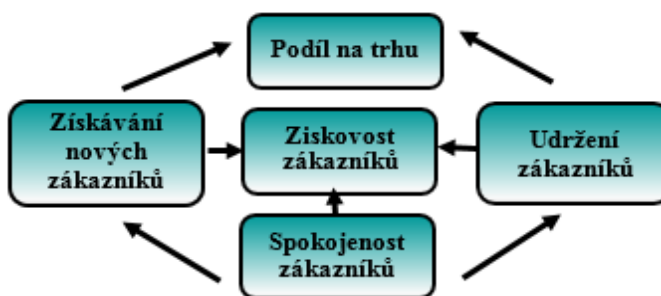 Podíl na trhu
Získávání
nových
zákazníků
Ziskovost
zákazníků
Udržení
zákazníků
Spokojenost
zákazníků